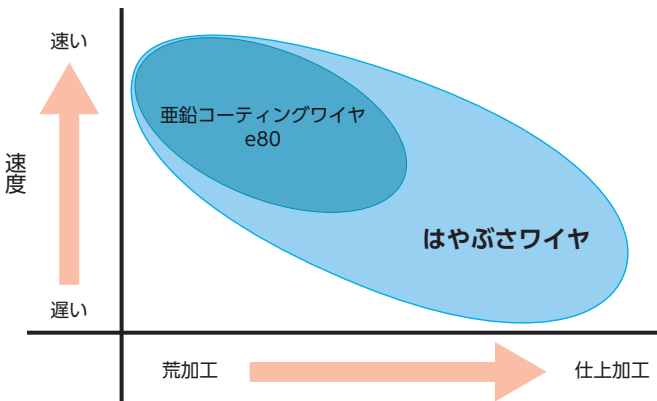 速い
亜鉛コーティングワイヤ
e80
速度
はやぶさワイヤ
遅い
荒加工
仕上加工